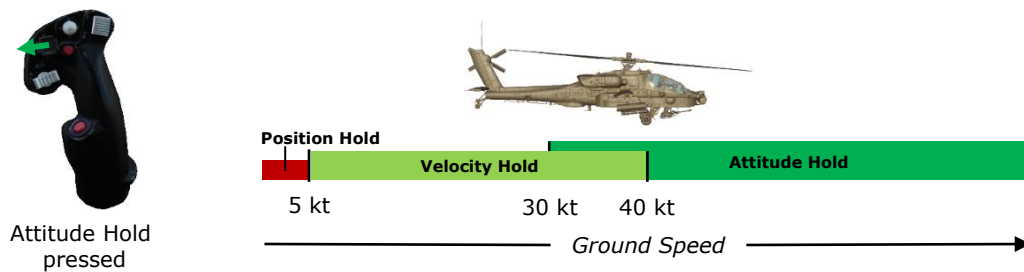 Position Hold
Velocity Hold
Attitude Hold
5 kt
30 kt
40 kt
Ground Speed
Attitude Hold
pressed